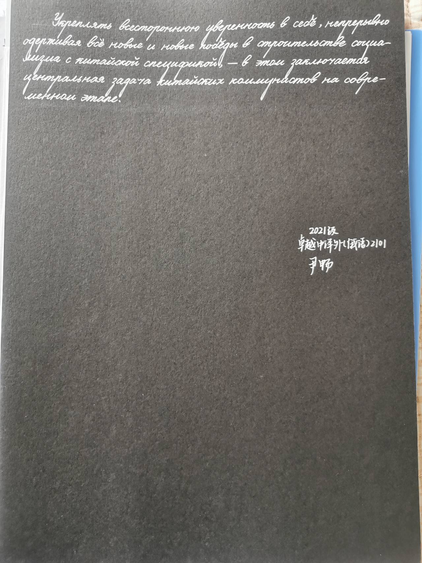 Укреплять всестороннюю уверенность в себе, непрерывно
одерживая всё новые и новые победы в строительстве социа-
лизма с китайской спецификой, – в этом заключается
центральная задача китайских коммунистов на совре-
менном этапе.
2021级
卓越中译外(俄语)2101
尹畅